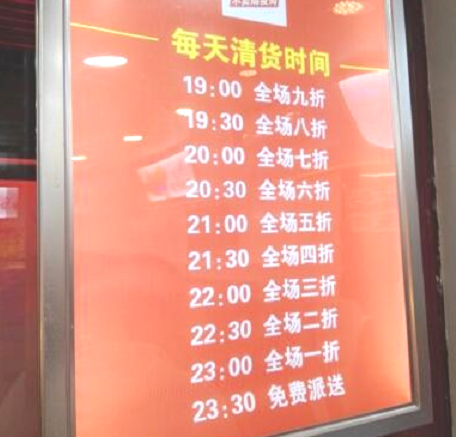 每天清货时间
19:00 全场九折
19:30 全场八折
20:00 全场七折
20:30 全场六折
21:00 全场五折
21:30 全场四折
22:00 全场三折
22:30 全场二折
23:00 全场一折
23:30 免费派送